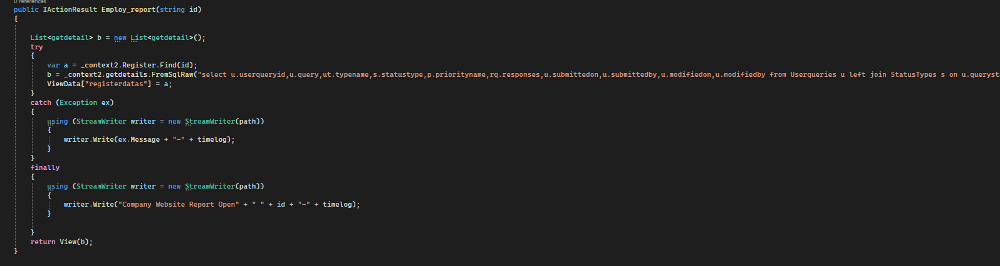 0 references
public IActionResult Employ_report(string id)
{
List<getdetail> b = new List<getdetail>();
try
{
var a = _context2.Register.Find(id);
b = _context2.getdetails.FromSqlRaw("select u.userqueryid,u.query,ut.typename,s.statustype,p.priorityname,rq.responses,u.submittedon,u.submittedby,u.modifiedon,u.modifiedby from Userqueries u left join StatusTypes s on u.querysta
ViewData["registerdatas"] = a;
}
catch (Exception ex)
{
using (StreamWriter writer = new StreamWriter(path))
{
writer.Write(ex.Message + "-" + timelog);
}
}
finally
{
using (StreamWriter writer = new StreamWriter(path))
{
writer.Write("Company Website Report Open" + " " + id + "-" + timelog);
}
}
return View(b);
}